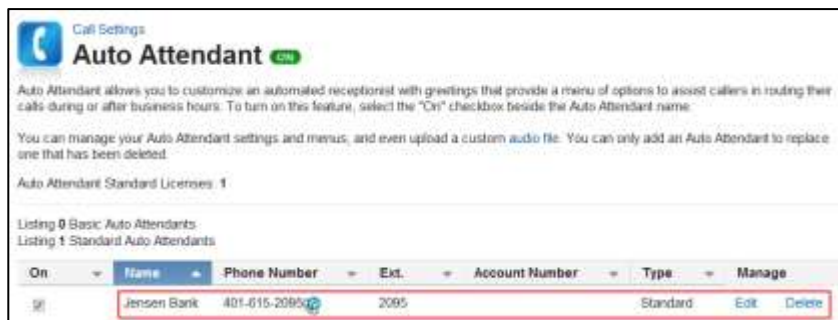 Call Settings
Auto Attendant ON
Auto Attendant allows you to customize an automated receptionist with greetings that provide a menu of options to assist callers in routing their
calls during or after business hours. To turn on this feature, select the "On" checkbox beside the Auto Attendant name.
You can manage your Auto Attendant settings and menus, and even upload a custom audio file. You can only add an Auto Attendant to replace
one that has been deleted.
Auto Attendant Standard Licenses: 1
Listing 0 Basic Auto Attendants
Listing 1 Standard Auto Attendants
On Name Phone Number Ext. Account Number Type Manage
Jensen Bank 401-615-2095 2095 Standard Edit Delete